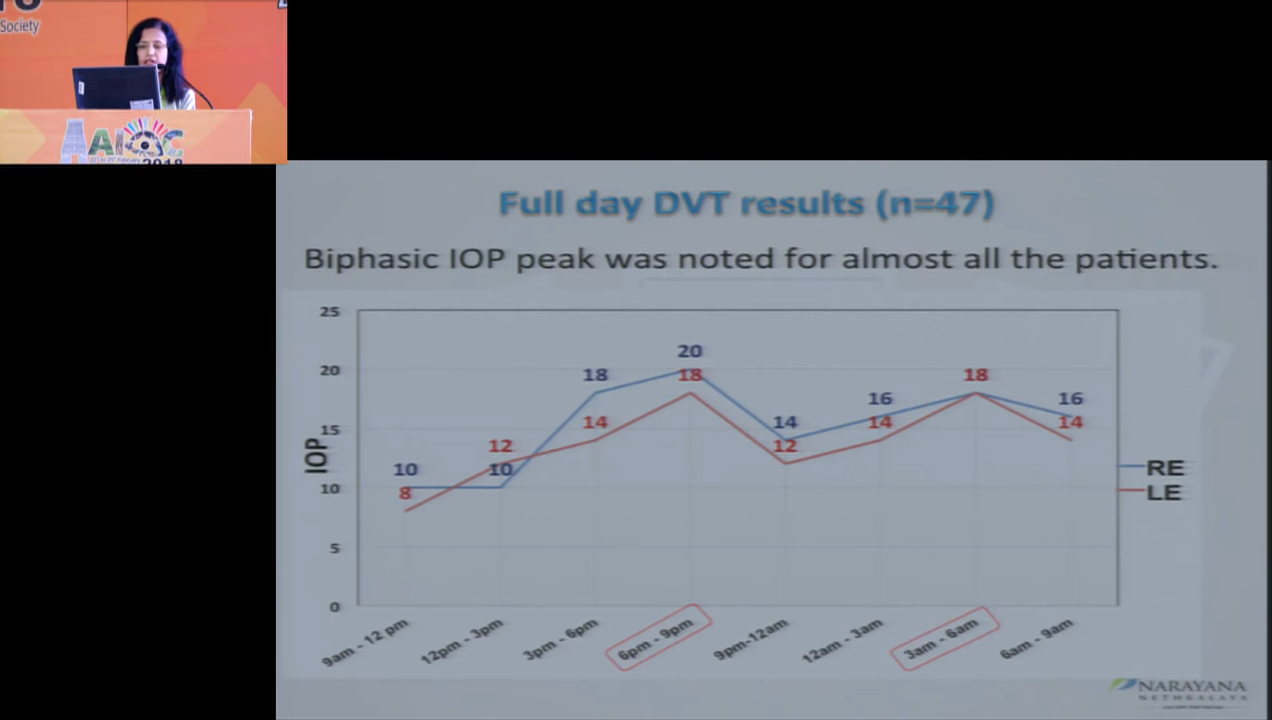 Society
AIOC
2018
Full day DVT results (n=47)
Biphasic IOP peak was noted for almost all the patients.
25
20
15
10
5
0
IOP
10 10 18 20 14 16 16
8 12 14 18 12 14 18 14
9am - 12 pm
12pm - 3pm
3pm - 6pm
6pm - 9pm
9pm-12am
12am - 3am
3am - 6am
6am - 9am
RE
LE
NARAYANA
NETHRALAYA